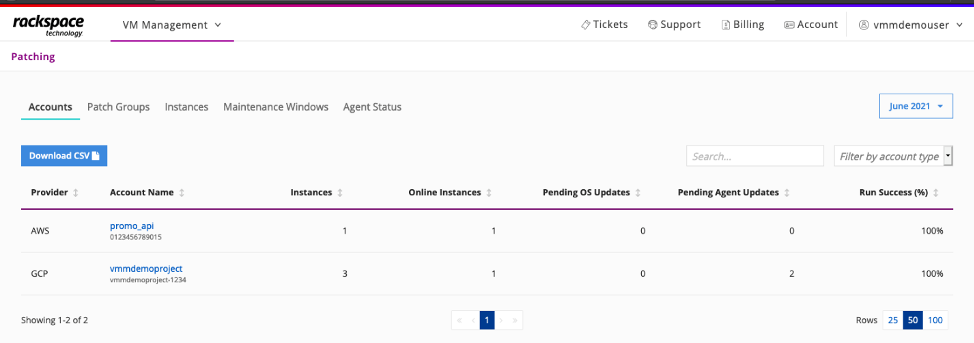 rackspace
technology
VM Management
Tickets
Support
Billing
Account
vmmdemouser
Patching
Accounts
Patch Groups
Instances
Maintenance Windows
Agent Status
June 2021
Download CSV
Search...
Filter by account type
Provider Account Name Instances Online Instances Pending OS Updates Pending Agent Updates Run Success (%)
AWS promo_api 1 1 0 0 100%
0123456789015
GCP vmmdemoproject 3 1 0 2 100%
vmmdemoproject-1234
Showing 1-2 of 2
« ‹ 1 › »
Rows 25 50 100